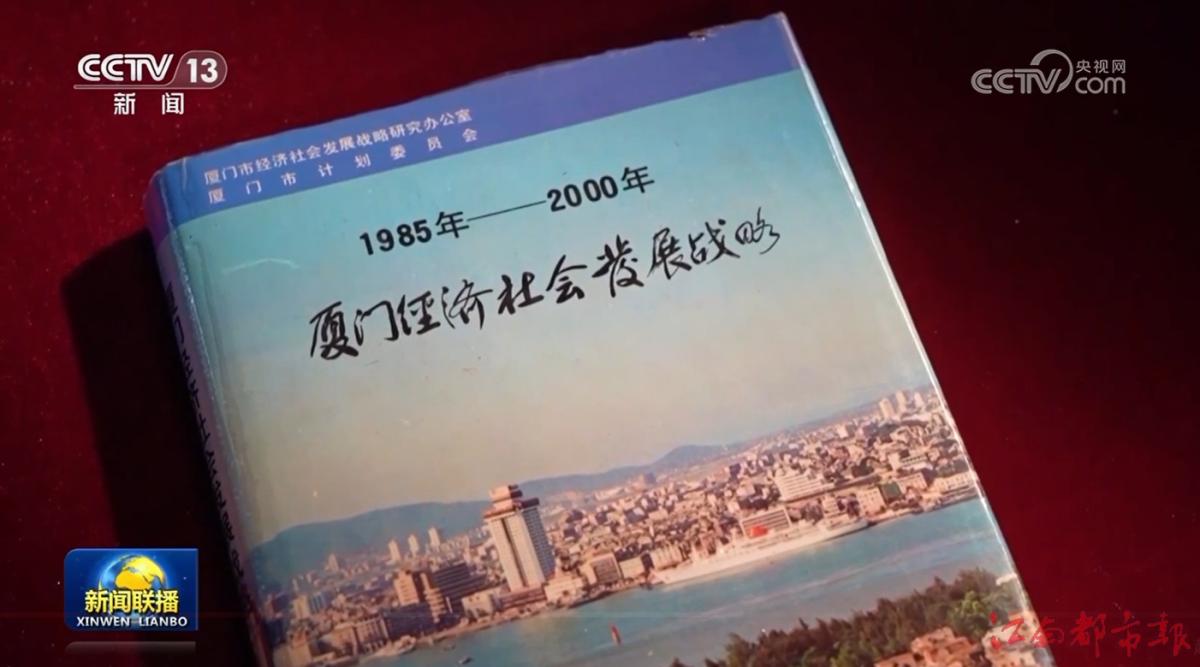 CCTV 13
新闻
央视网
CCTV com
厦门市经济社会发展战略研究办公室
厦门市计划委员会
1985年——2000年
厦门經济社会发展战略
新闻联播
XINWEN LIANBO
江南都市報